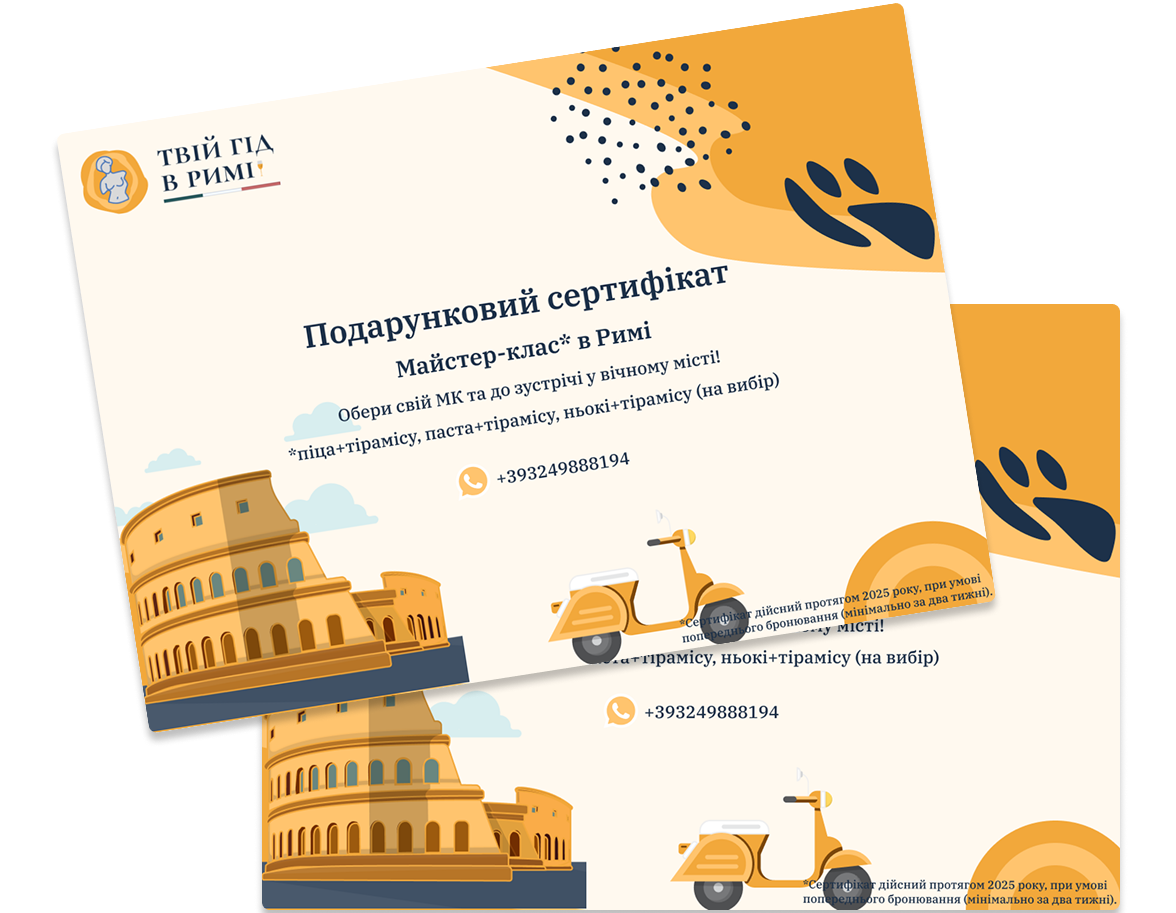 ТВІЙ ГІД
В РИМІ
Подарунковий сертифікат
Майстер-клас* в Римі
Обери свій МК та до зустрічі у вічному місті!
*піца+тірамісу, паста+тірамісу, ньокі+тірамісу (на вибір)
+393249888194
*Сертифікат дійсний протягом 2025 року, при умові
попереднього бронювання (мінімально за два тижні).
місті!
тірамісу, ньокі+тірамісу (на вибір)
+393249888194
*Сертифікат дійсний протягом 2025 року, при умові
попереднього бронювання (мінімально за два тижні).